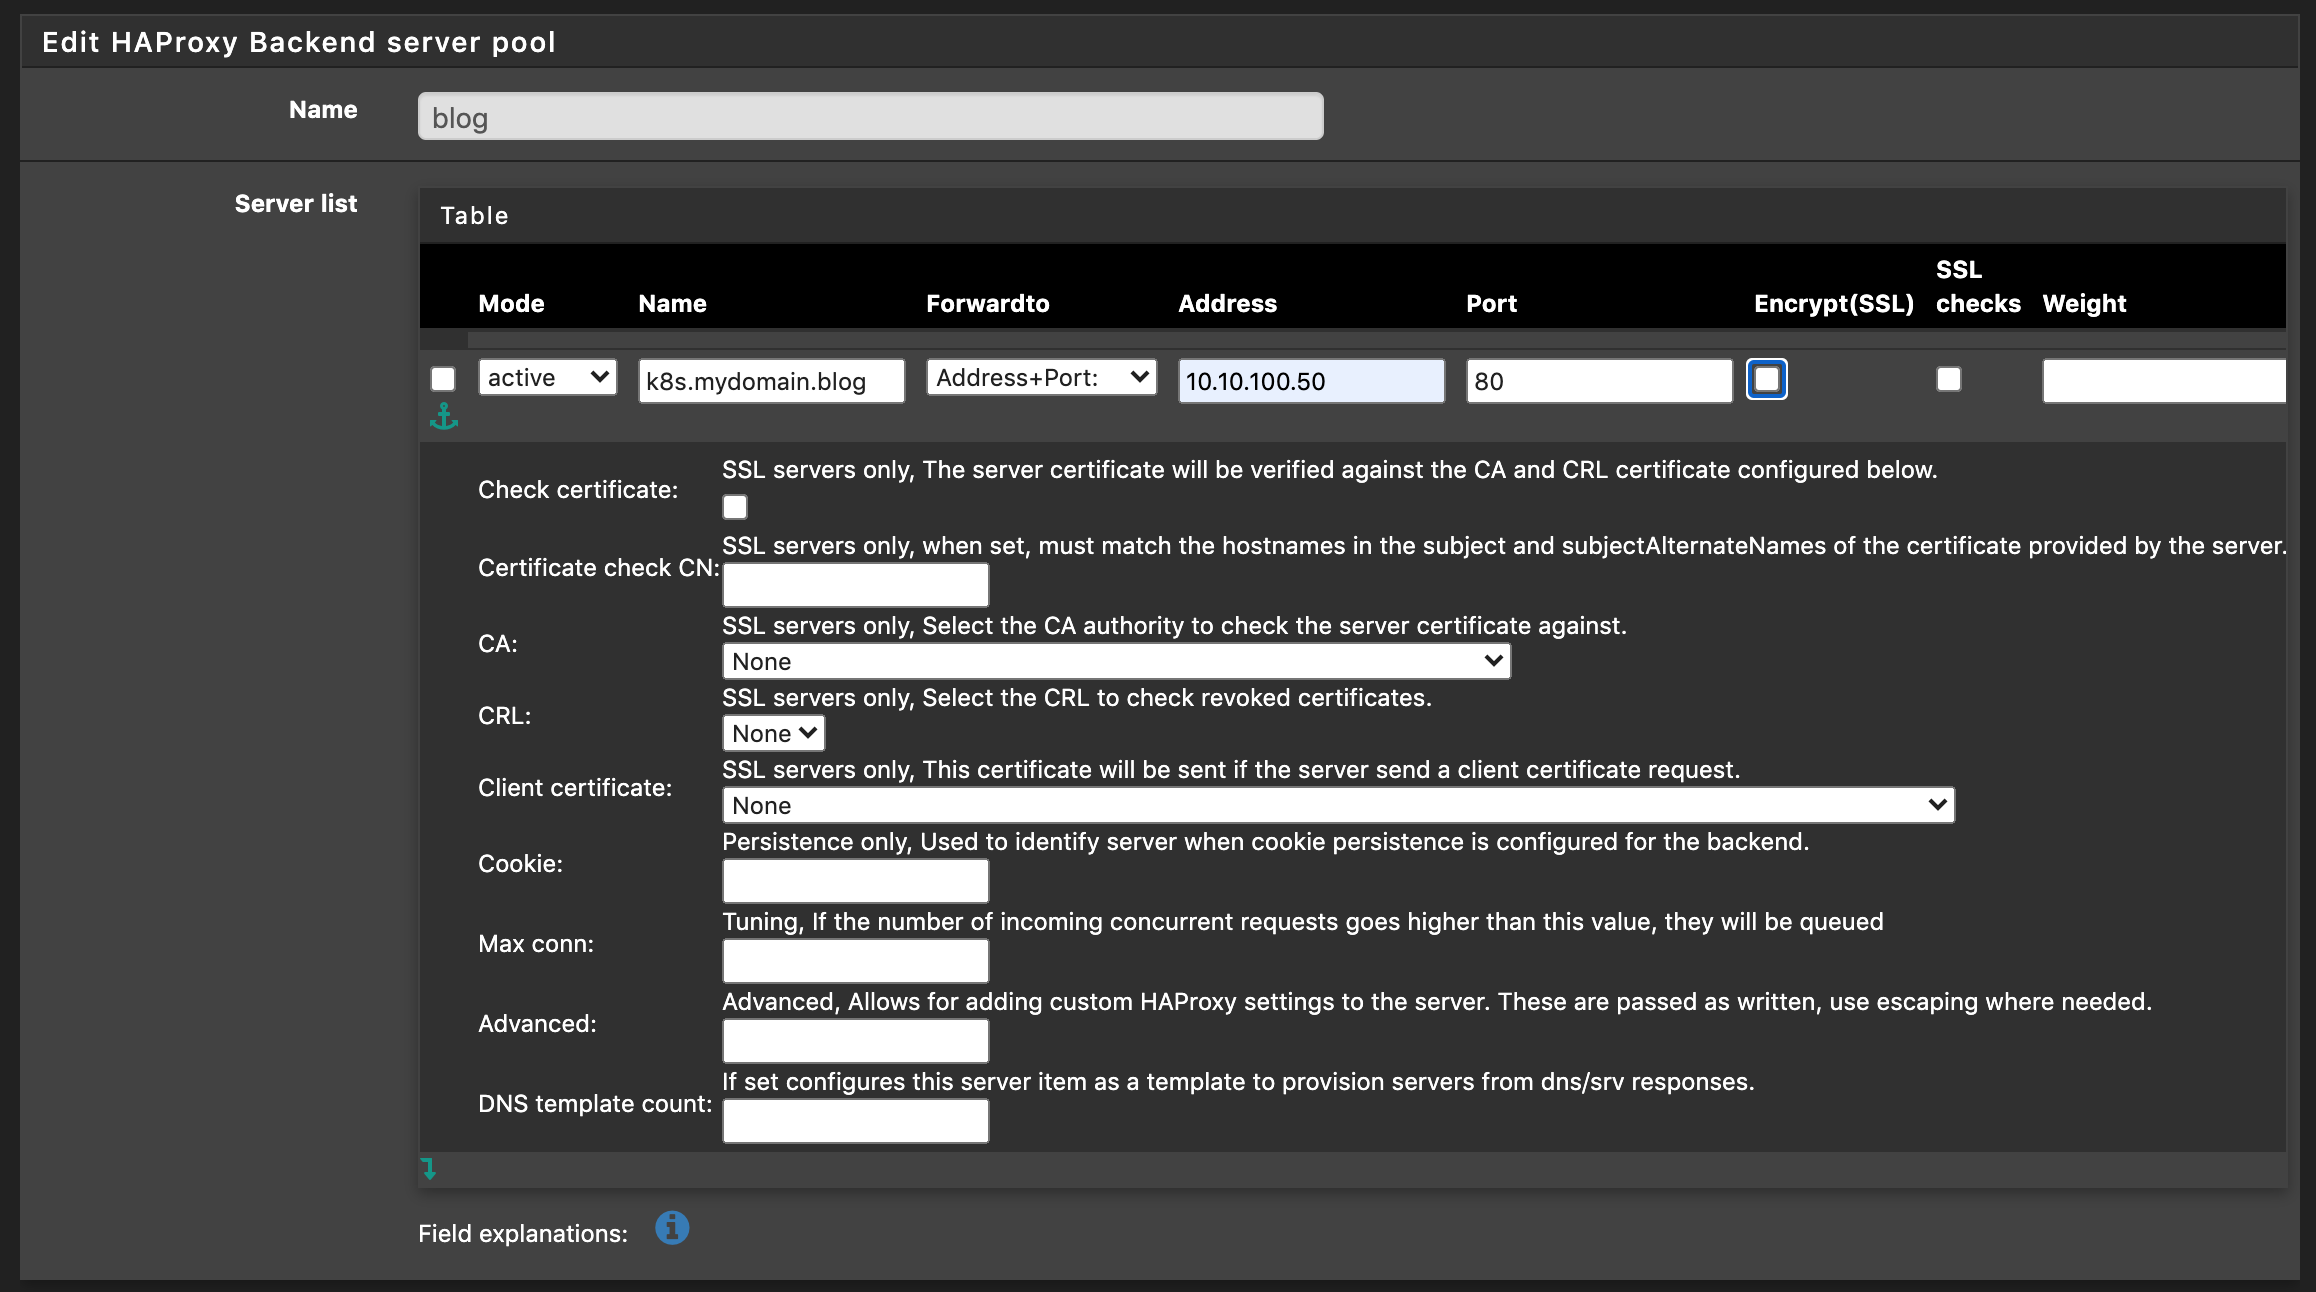 Edit HAProxy Backend server pool
Name
blog
Server list
Table
Mode Name Forwardto Address Port Encrypt(SSL) SSL checks Weight
active k8s.mydomain.blog Address+Port: 10.10.100.50 80
Check certificate:
SSL servers only, The server certificate will be verified against the CA and CRL certificate configured below.
Certificate check CN:
SSL servers only, when set, must match the hostnames in the subject and subjectAlternateNames of the certificate provided by the server.
CA:
SSL servers only, Select the CA authority to check the server certificate against.
None
CRL:
SSL servers only, Select the CRL to check revoked certificates.
None
Client certificate:
SSL servers only, This certificate will be sent if the server send a client certificate request.
None
Cookie:
Persistence only, Used to identify server when cookie persistence is configured for the backend.
Max conn:
Tuning, If the number of incoming concurrent requests goes higher than this value, they will be queued
Advanced:
Advanced, Allows for adding custom HAProxy settings to the server. These are passed as written, use escaping where needed.
DNS template count:
If set configures this server item as a template to provision servers from dns/srv responses.
Field explanations: